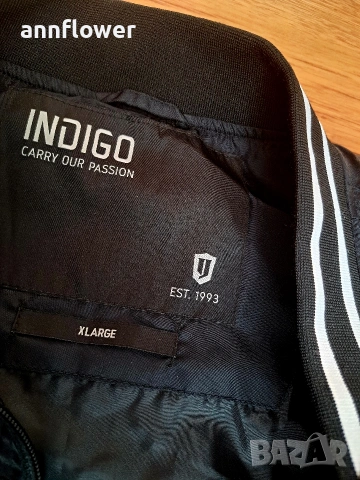 annflower
INDIGO
CARRY OUR PASSION
EST. 1993
XLARGE
BAZAR